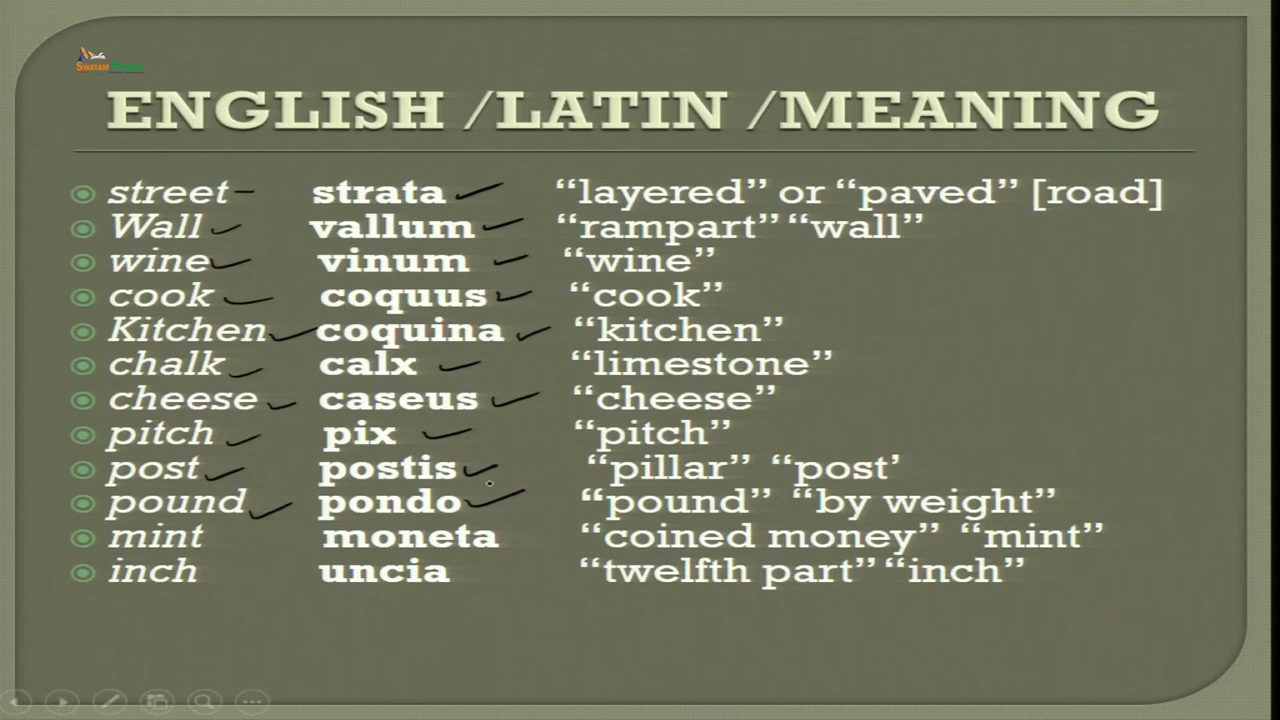 SWAYAM PRABHA
ENGLISH /LATIN /MEANING
street strata “layered” or “paved” [road]
Wall vallum “rampart” “wall”
wine vinum “wine”
cook coquus “cook”
Kitchen coquina “kitchen”
chalk calx “limestone”
cheese caseus “cheese”
pitch pix “pitch”
post postis “pillar” “post’
pound pondo “pound” “by weight”
mint moneta “coined money” “mint”
inch uncia “twelfth part” “inch”